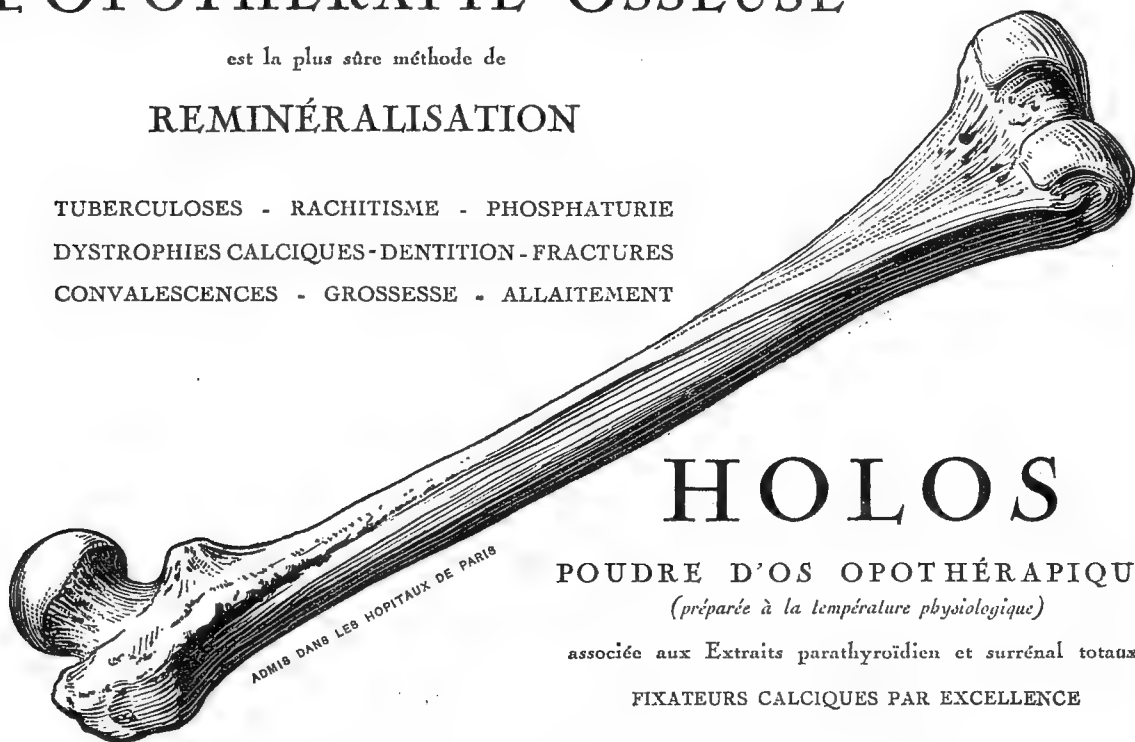 L'OPOTHÉRAPIE OSSEUSE
est la plus sûre méthode de
REMINÉRALISATION
TUBERCULOSES - RACHITISME - PHOSPHATURIE
DYSTROPHIES CALCIQUES-DENTITION-FRACTURES
CONVALESCENCES - GROSSESSE - ALLAITEMENT
ADMIS DANS LES HOPITAUX DE PARIS
HOLOS
POUDRE D'OS OPOTHÉRAPIQU
(préparée à la température physiologique)
associée aux Extraits parathyroïdien et surrénal totaux
FIXATEURS CALCIQUES PAR EXCELLENCE